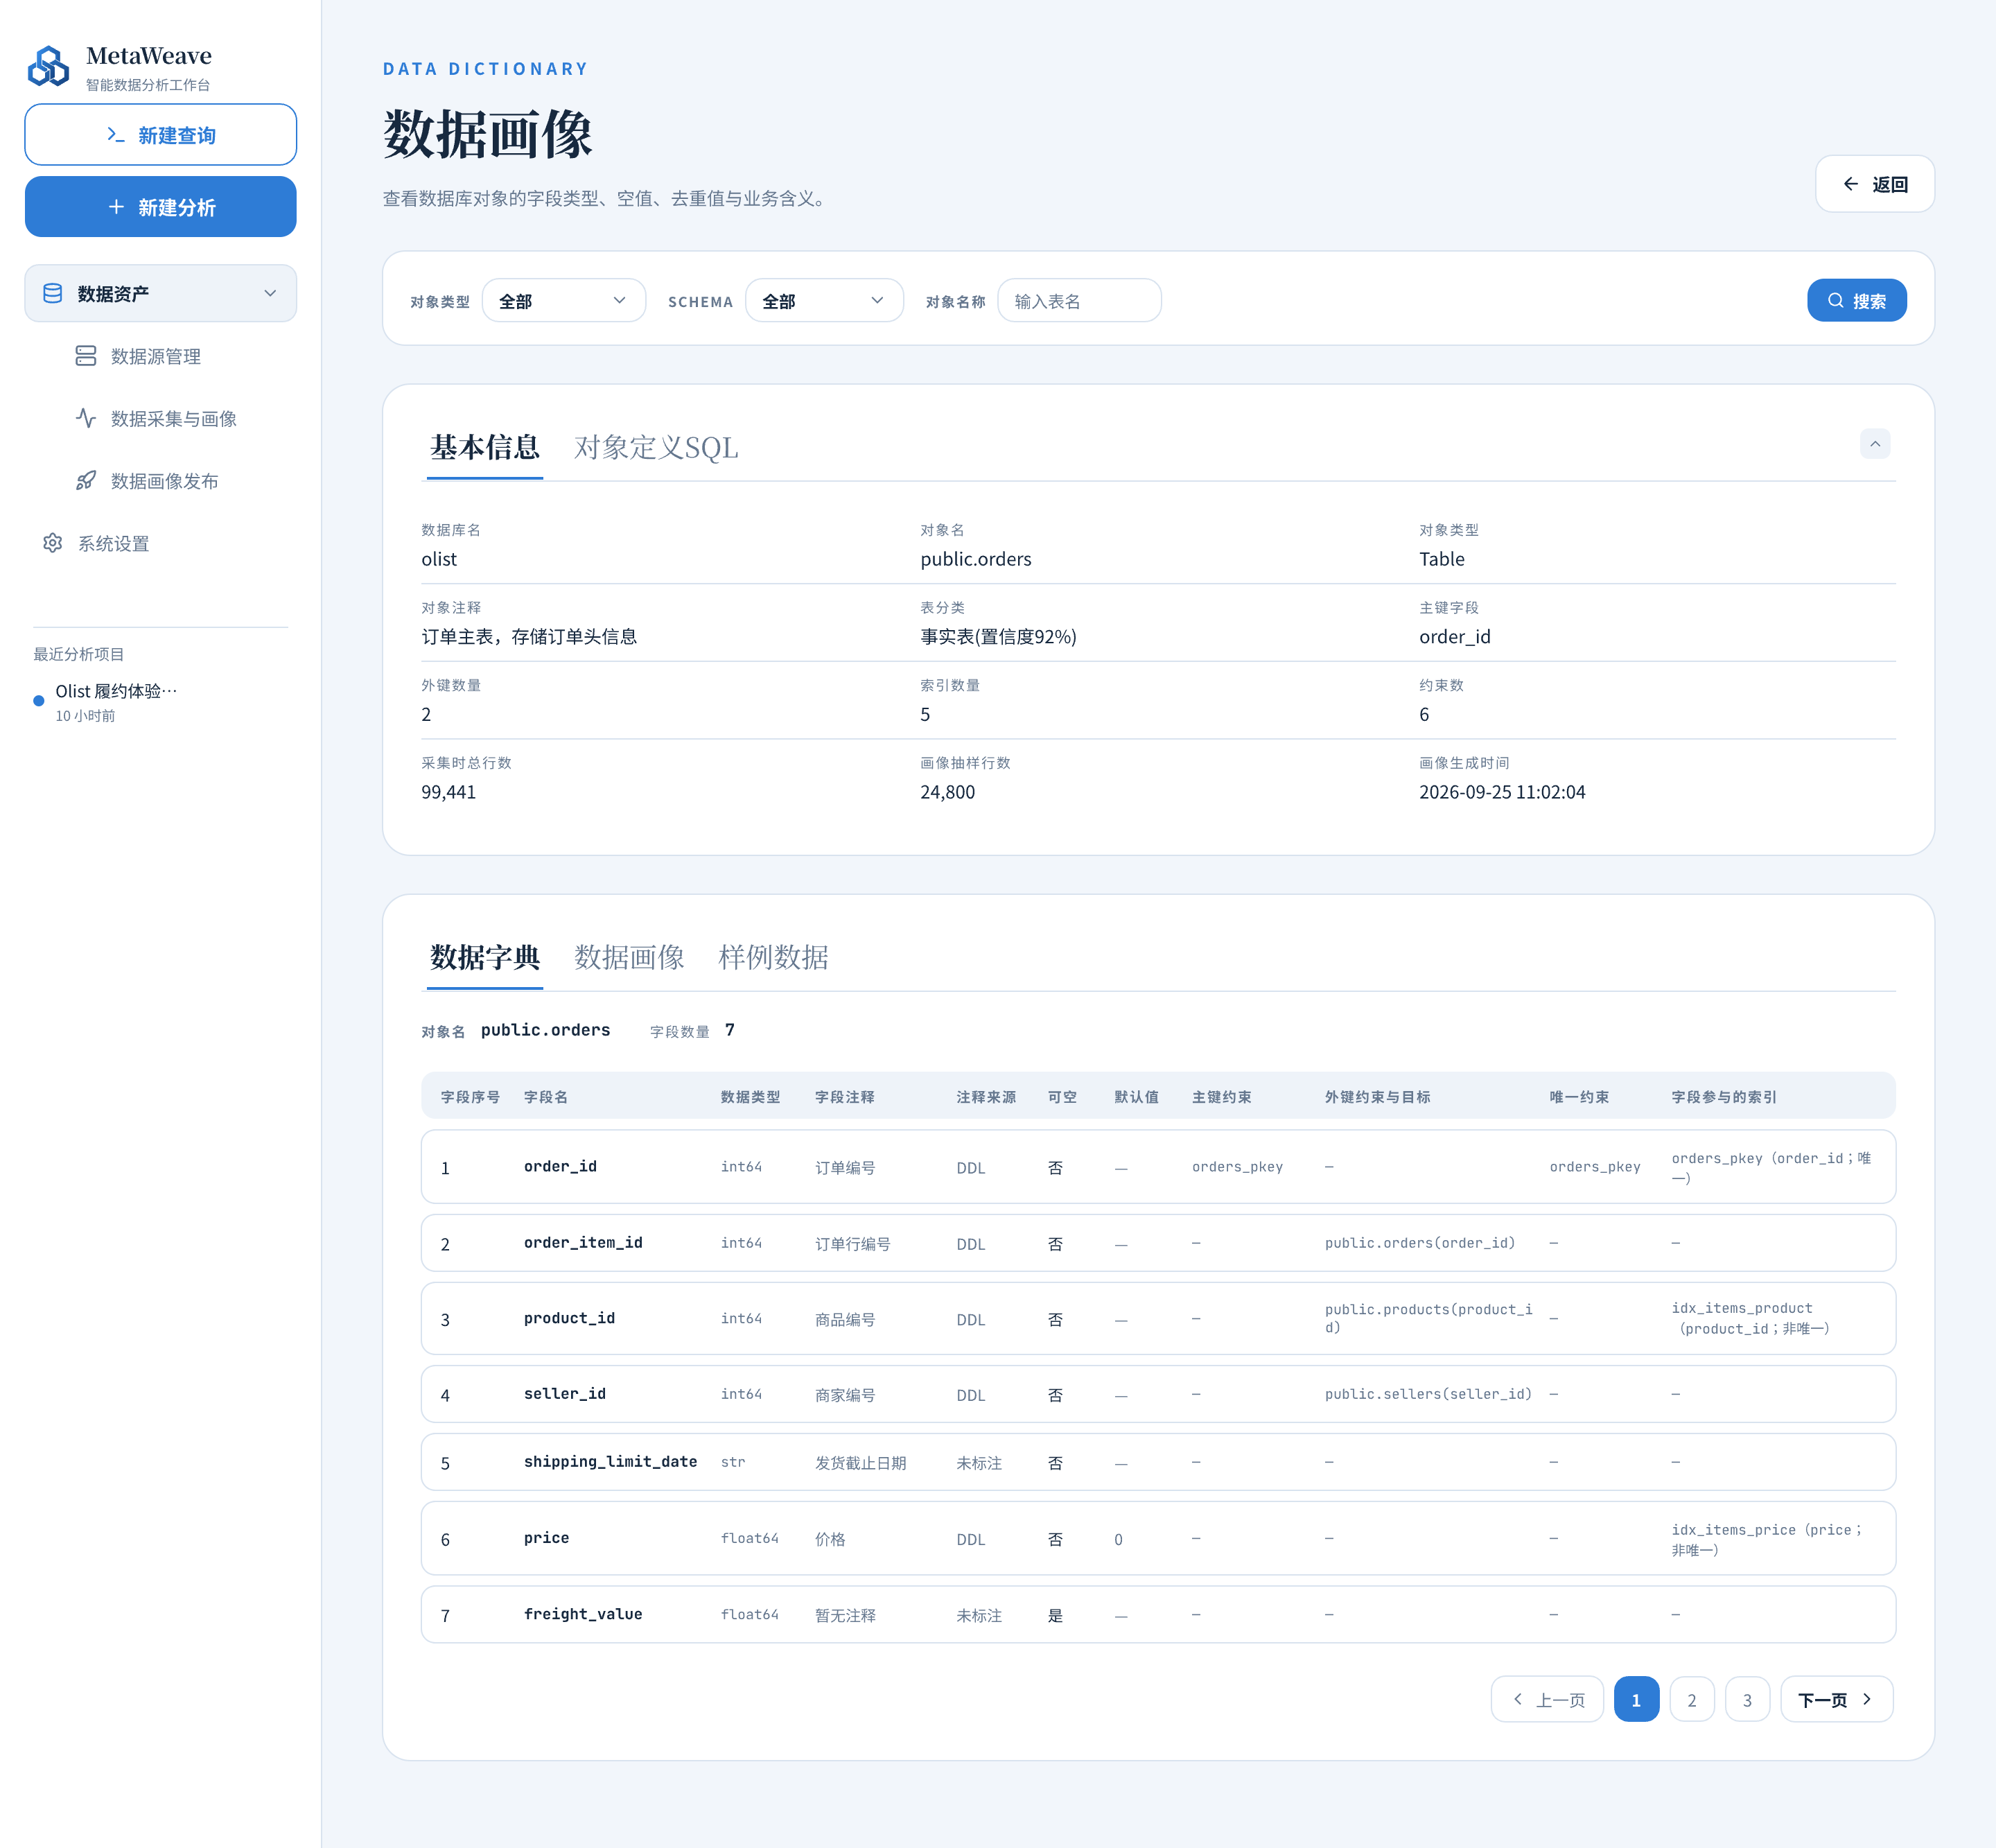 MetaWeave
智能数据分析工作台
新建查询
新建分析
数据资产
数据源管理
数据采集与画像
数据画像发布
系统设置
最近分析项目
Olist 履约体验···
10 小时前
DATA DICTIONARY
数据画像
查看数据库对象的字段类型、空值、去重值与业务含义。
返回
对象类型 全部 SCHEMA 全部 对象名称 输入表名 搜索
基本信息 对象定义SQL
数据库名 对象名 对象类型
olist public.orders Table
对象注释 表分类 主键字段
订单主表，存储订单头信息 事实表(置信度92%) order_id
外键数量 索引数量 约束数
2 5 6
采集时总行数 画像抽样行数 画像生成时间
99,441 24,800 2026-09-25 11:02:04
数据字典 数据画像 样例数据
对象名 public.orders 字段数量 7
字段序号 字段名 数据类型 字段注释 注释来源 可空 默认值 主键约束 外键约束与目标 唯一约束 字段参与的索引
1 order_id int64 订单编号 DDL 否 — orders_pkey — orders_pkey orders_pkey（order_id；唯
一）
2 order_item_id int64 订单行编号 DDL 否 — — public.orders(order_id) — —
3 product_id int64 商品编号 DDL 否 — — public.products(product_i — idx_items_product
d) （product_id；非唯一）
4 seller_id int64 商家编号 DDL 否 — — public.sellers(seller_id) — —
5 shipping_limit_date str 发货截止日期 未标注 否 — — — — —
6 price float64 价格 DDL 否 0 — — — idx_items_price（price；
非唯一）
7 freight_value float64 暂无注释 未标注 是 — — — — —
上一页 1 2 3 下一页